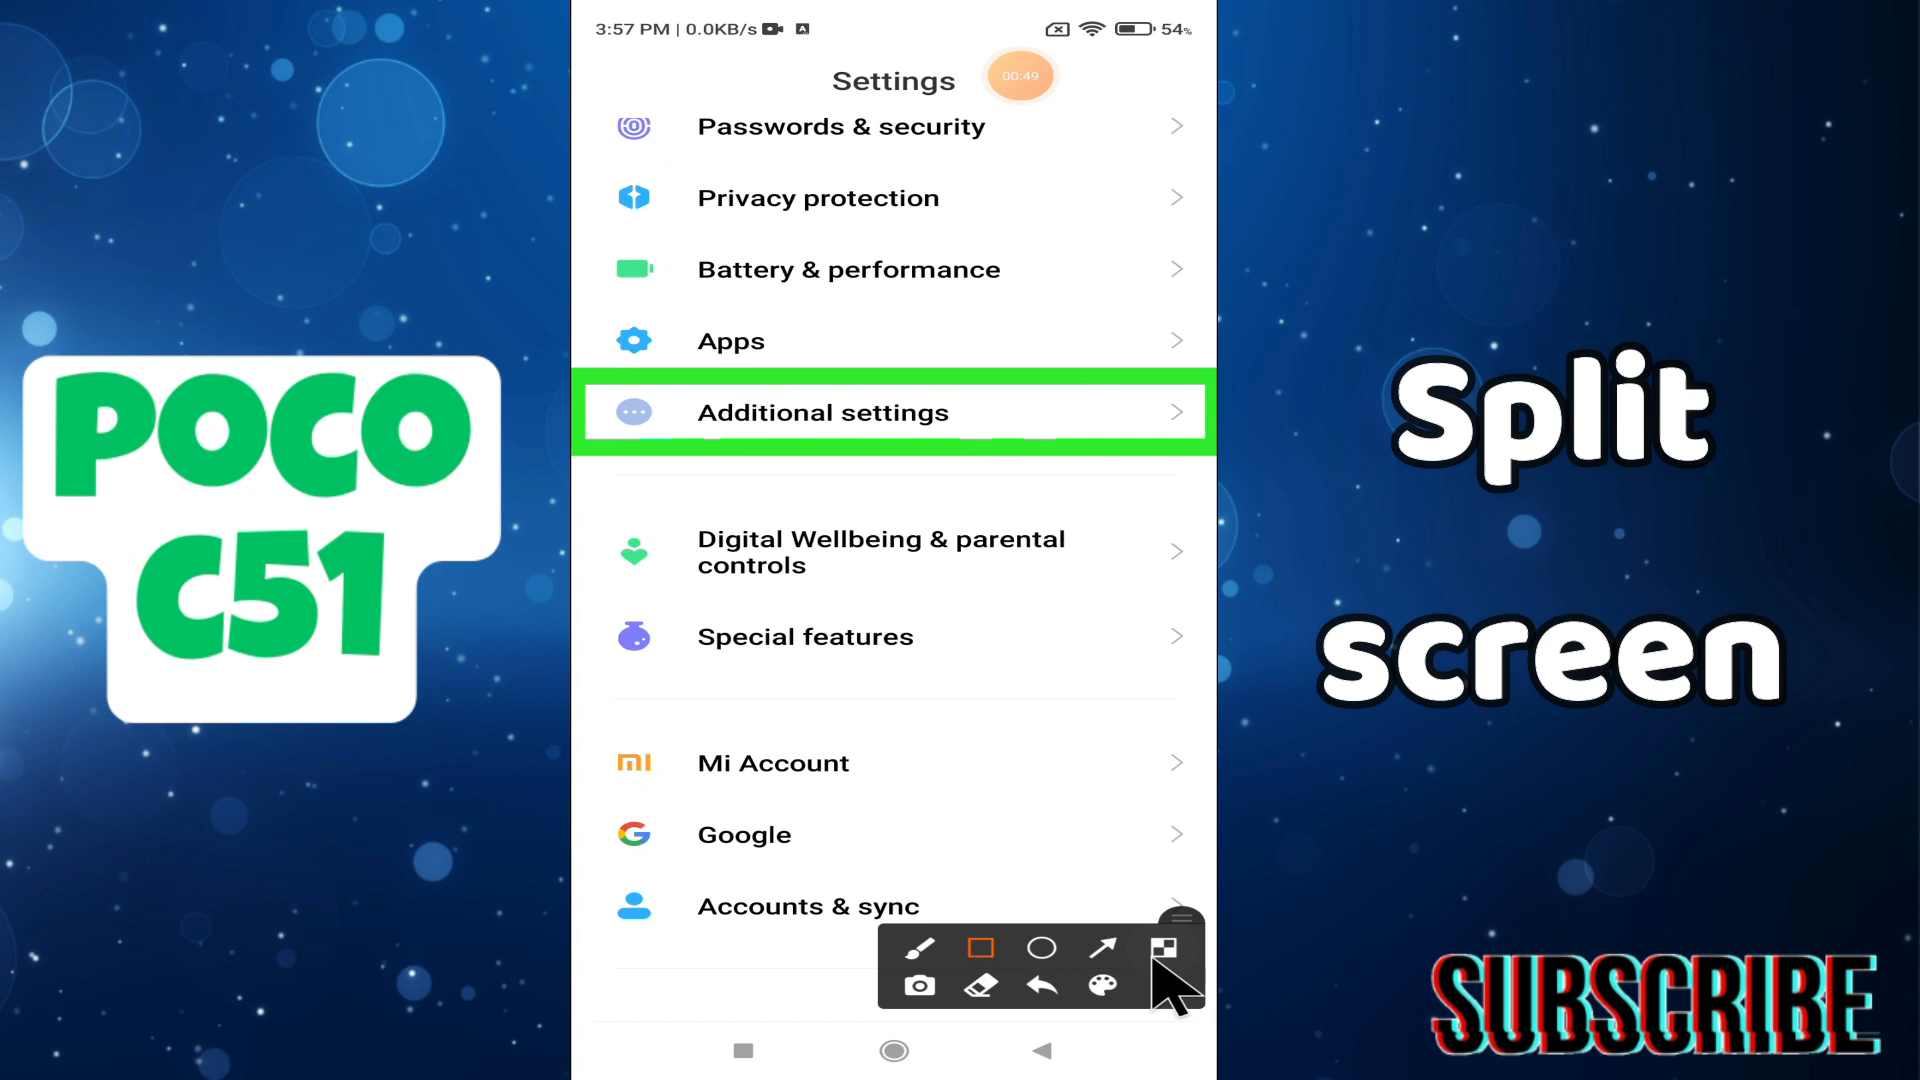 3:57 PM | 0.0KB/s
54%
Settings
00:49
Passwords & security
Privacy protection
Battery & performance
Apps
Additional settings
Digital Wellbeing & parental
controls
Special features
Mi Account
Google
Accounts & sync
POCO
C51
Split
screen
SUBSCRIBE